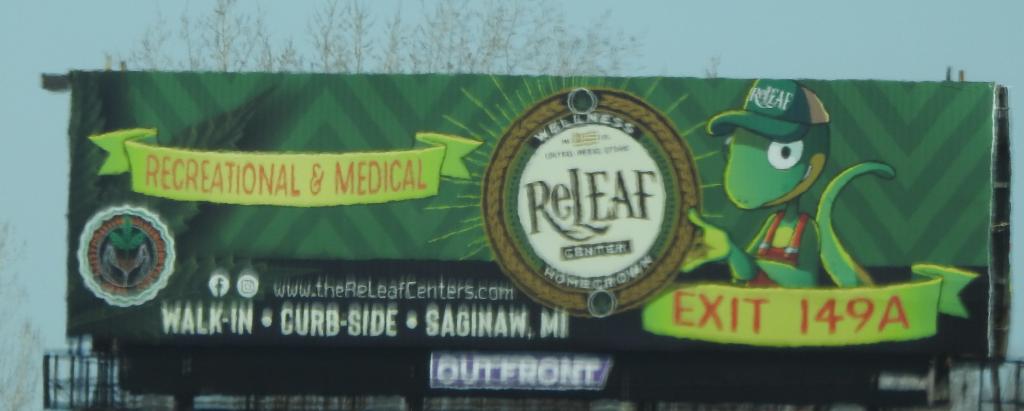 RECREATIONAL & MEDICAL
WELLNESS
ReLEAF
CENTER
HOMEGROWN
ReLEAF
EXIT 149A
www.theReLeafCenters.com
WALK-IN • CURB-SIDE • SAGINAW, MI
OUTFRONT